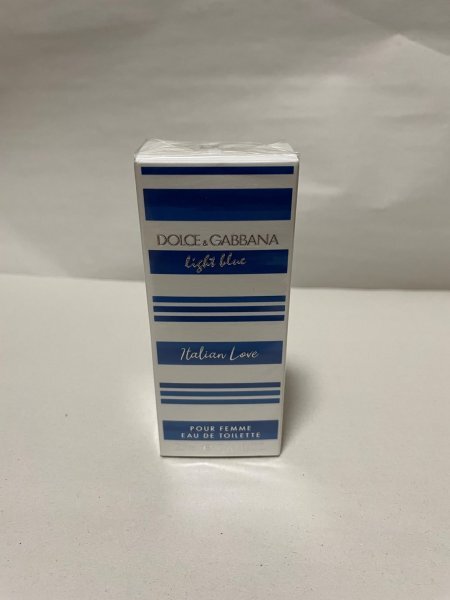 DOLCE & GABBANA
light blue
Italian Love
POUR FEMME
EAU DE TOILETTE